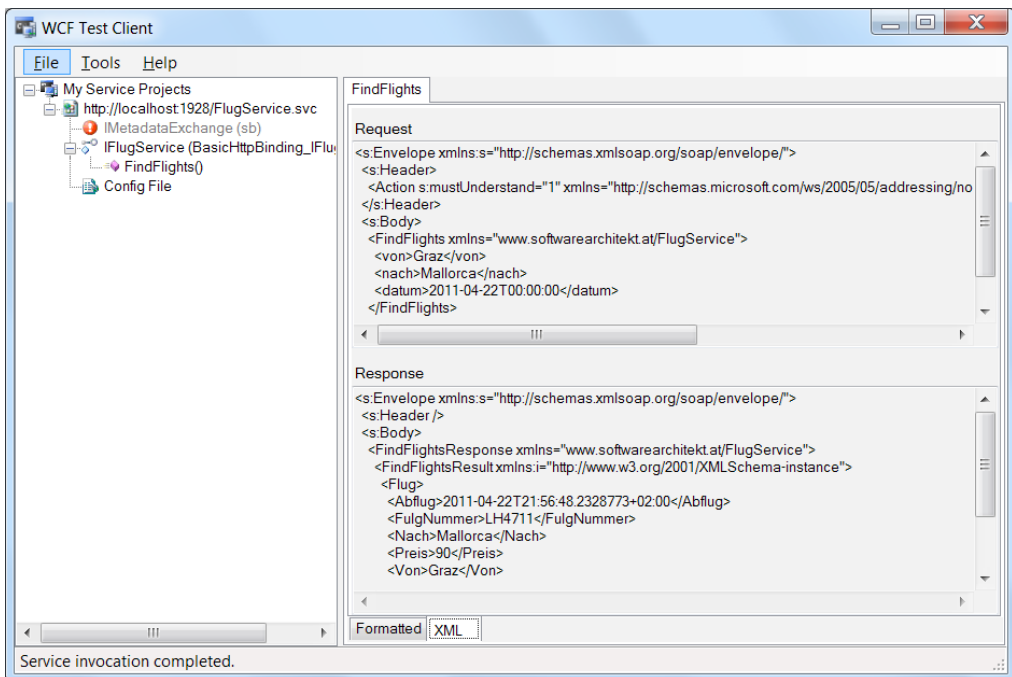 WCF Test Client
File Tools Help
My Service Projects
http://localhost:1928/FlugService.svc
IMetadataExchange (sb)
IFlugService (BasicHttpBinding_IFlu
FindFlights()
Config File
FindFlights
Request
<s:Envelope xmlns:s="http://schemas.xmlsoap.org/soap/envelope/">
<s:Header>
<Action s:mustUnderstand="1" xmlns="http://schemas.microsoft.com/ws/2005/05/addressing/no
</s:Header>
<s:Body>
<FindFlights xmlns="www.softwarearchitekt.at/FlugService">
<von>Graz</von>
<nach>Mallorca</nach>
<datum>2011-04-22T00:00:00</datum>
</FindFlights>
Response
<s:Envelope xmlns:s="http://schemas.xmlsoap.org/soap/envelope/">
<s:Header />
<s:Body>
<FindFlightsResponse xmlns="www.softwarearchitekt.at/FlugService">
<FindFlightsResult xmlns:i="http://www.w3.org/2001/XMLSchema-instance">
<Flug>
<Abflug>2011-04-22T21:56:48.2328773+02:00</Abflug>
<FulgNummer>LH4711</FulgNummer>
<Nach>Mallorca</Nach>
<Preis>90</Preis>
<Von>Graz</Von>
Formatted XML
Service invocation completed.